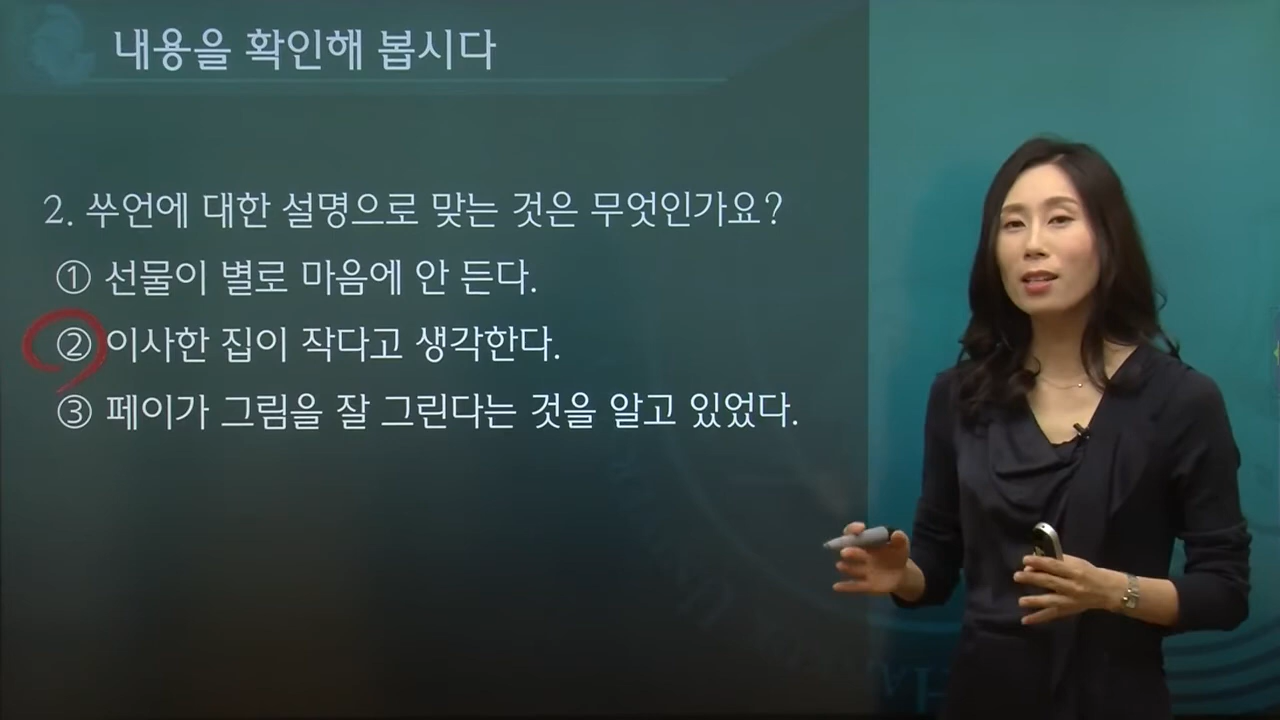 내용을 확인해 봅시다
2. 쑤언에 대한 설명으로 맞는 것은 무엇인가요?
① 선물이 별로 마음에 안 든다.
② 이사한 집이 작다고 생각한다.
③ 페이가 그림을 잘 그린다는 것을 알고 있었다.